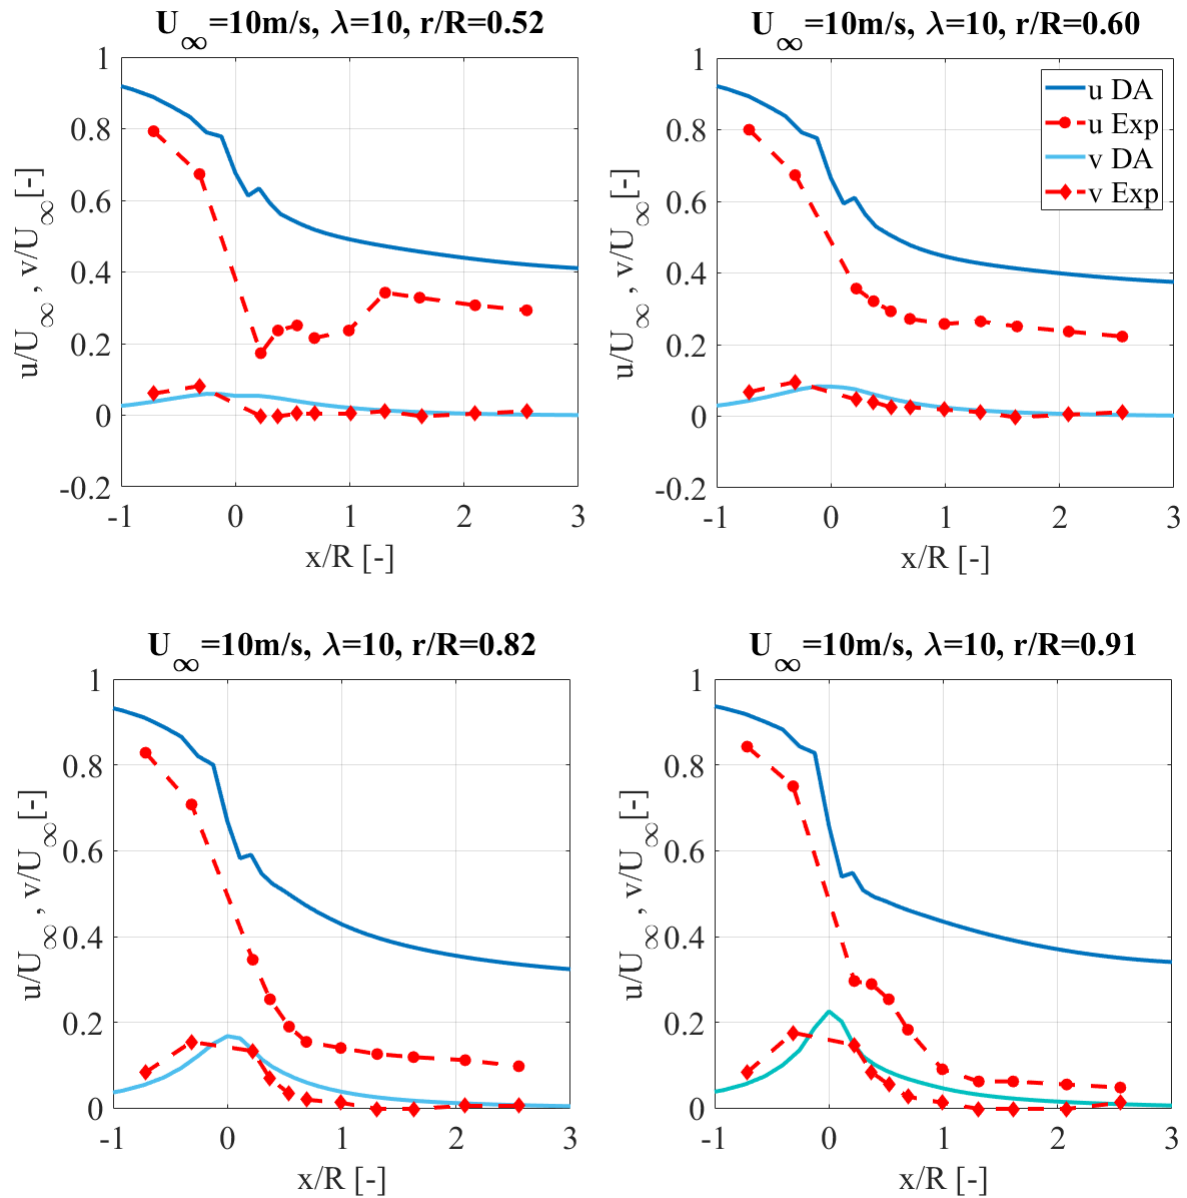 U∞=10m/s, λ=10, r/R=0.52
U∞=10m/s, λ=10, r/R=0.60
1
0.8
0.6
0.4
0.2
0
-0.2
u/U∞ , v/U∞[-]
-1 0 1 2 3
x/R [-]
1
0.8
0.6
0.4
0.2
0
-0.2
u/U∞ , v/U∞[-]
u DA
u Exp
v DA
v Exp
-1 0 1 2 3
x/R [-]
U∞=10m/s, λ=10, r/R=0.82
U∞=10m/s, λ=10, r/R=0.91
1
0.8
0.6
0.4
0.2
0
u/U∞ , v/U∞[-]
-1 0 1 2 3
x/R [-]
1
0.8
0.6
0.4
0.2
0
u/U∞ , v/U∞[-]
-1 0 1 2 3
x/R [-]